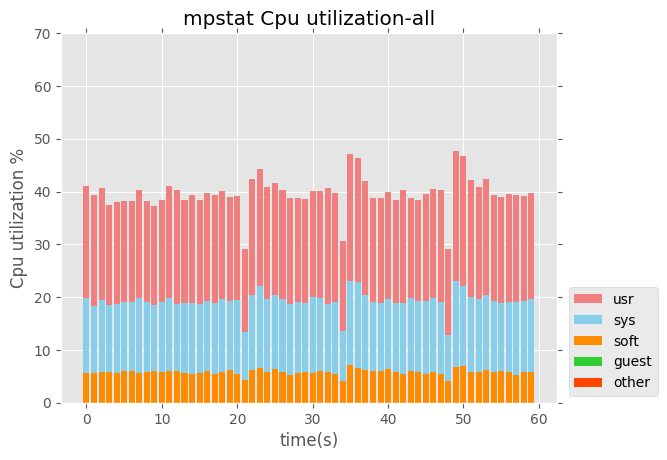 mpstat Cpu utilization-all
70
60
50
40
30
20
10
0
Cpu utilization %
0 10 20 30 40 50 60
time(s)
usr
sys
soft
guest
other